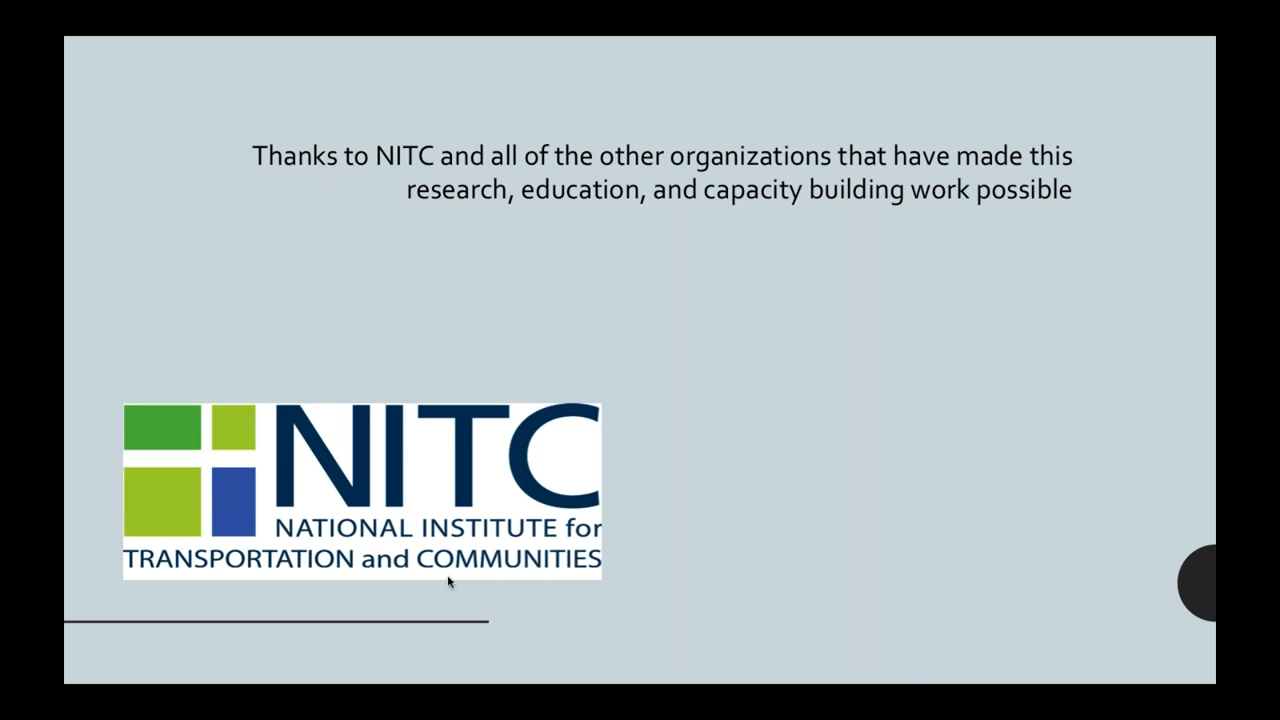 Thanks to NITC and all of the other organizations that have made this
research, education, and capacity building work possible
NITC
NATIONAL INSTITUTE for
TRANSPORTATION and COMMUNITIES